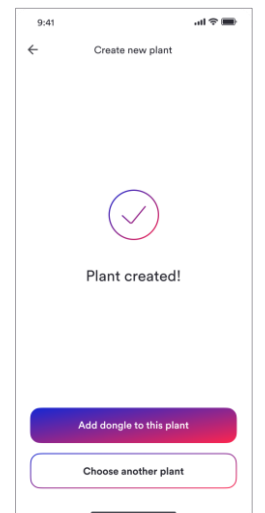 9:41
Create new plant
Plant created!
Add dongle to this plant
Choose another plant